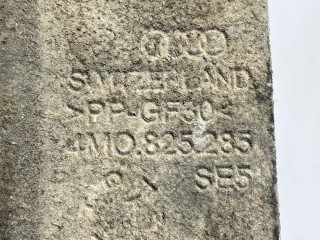 SWITZERLAND
>PP-GF30<
4M0.825.285
SE5